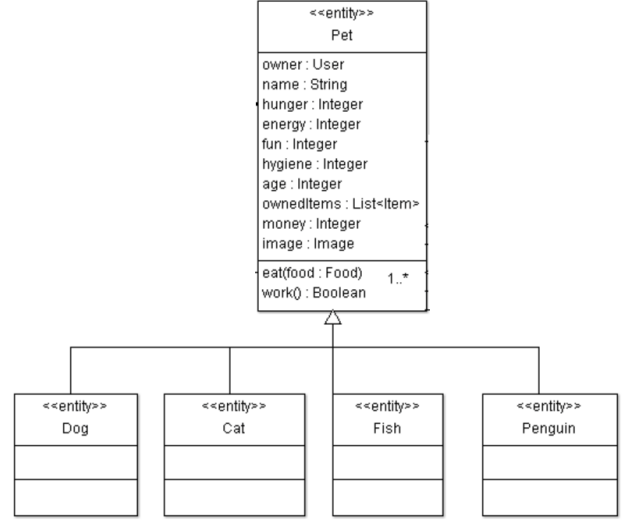 <<entity>>
Pet
owner : User
name : String
hunger : Integer
energy : Integer
fun : Integer
hygiene : Integer
age : Integer
ownedItems : List<Item>
money : Integer
image : Image
eat(food : Food)
1..*
work() : Boolean
<<entity>>
Dog
<<entity>>
Cat
<<entity>>
Fish
<<entity>>
Penguin